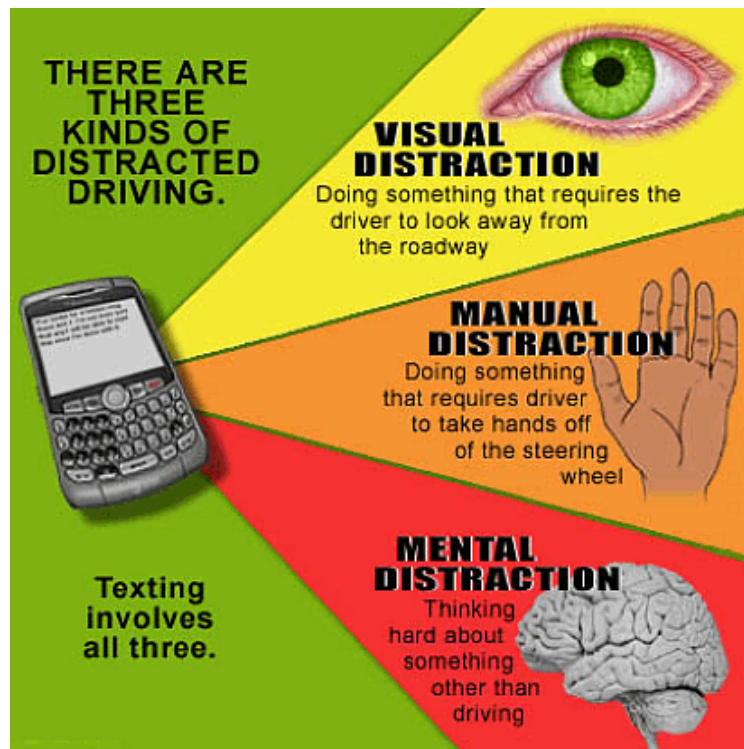 THERE ARE
THREE
KINDS OF
DISTRACTED
DRIVING.
VISUAL
DISTRACTION
Doing something that requires the
driver to look away from
the roadway
MANUAL
DISTRACTION
Doing something
that requires driver
to take hands off
of the steering
wheel
MENTAL
DISTRACTION
Thinking
hard about
something
other than
driving
Texting
involves
all three.